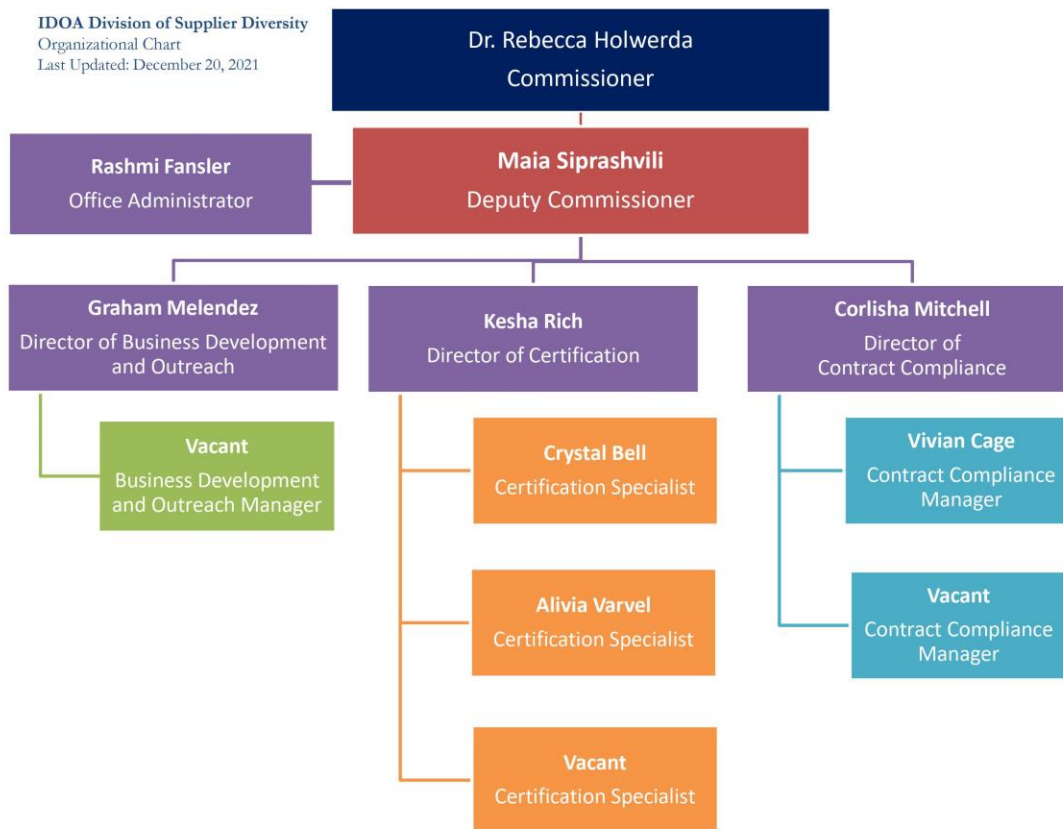 IDOA Division of Supplier Diversity
Organizational Chart
Last Updated: December 20, 2021
Dr. Rebecca Holwerda
Commissioner
Rashmi Fansler
Office Administrator
Maia Siprashvili
Deputy Commissioner
Graham Melendez
Director of Business Development
and Outreach
Kesha Rich
Director of Certification
Corlisha Mitchell
Director of
Contract Compliance
Vacant
Business Development
and Outreach Manager
Crystal Bell
Certification Specialist
Vivian Cage
Contract Compliance
Manager
Alivia Varvel
Certification Specialist
Vacant
Contract Compliance
Manager
Vacant
Certification Specialist